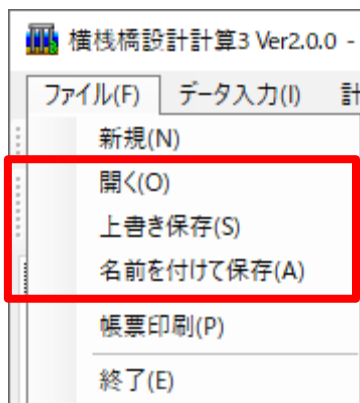 横桟橋設計計算3 Ver2.0.0 -
ファイル(F) データ入力(I) 計
新規(N)
開く(O)
上書き保存(S)
名前を付けて保存(A)
帳票印刷(P)
終了(E)